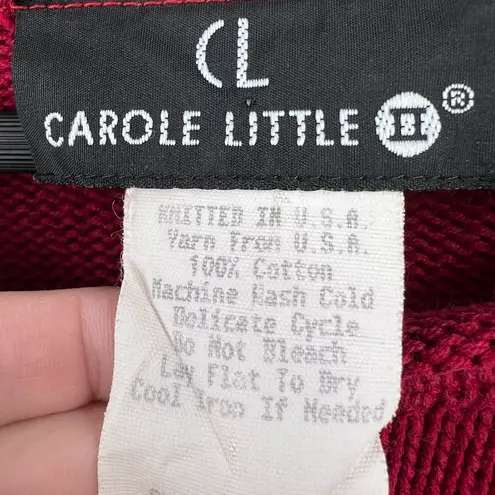 CL
CAROLE LITTLE II ®
KNITTED IN U.S.A.
Yarn From U.S.A.
100% Cotton
Machine Wash Cold
Delicate Cycle
Do Not Bleach
Lay Flat To Dry
Cool Iron If Needed